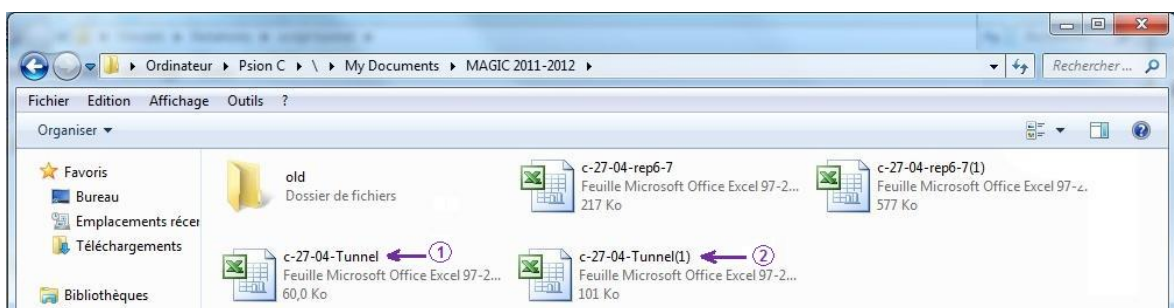 Ordinateur ▸ Psion C ▸ \ ▸ My Documents ▸ MAGIC 2011-2012 ▸
Rechercher...
Fichier Edition Affichage Outils ?
Organiser
Favoris
Bureau
Emplacements récer
Téléchargements
Bibliothèques
old
Dossier de fichiers
c-27-04-rep6-7
Feuille Microsoft Office Excel 97-2...
217 Ko
c-27-04-rep6-7(1)
Feuille Microsoft Office Excel 97-2.
577 Ko
c-27-04-Tunnel 1
Feuille Microsoft Office Excel 97-2...
60,0 Ko
c-27-04-Tunnel(1) 2
Feuille Microsoft Office Excel 97-2...
101 Ko